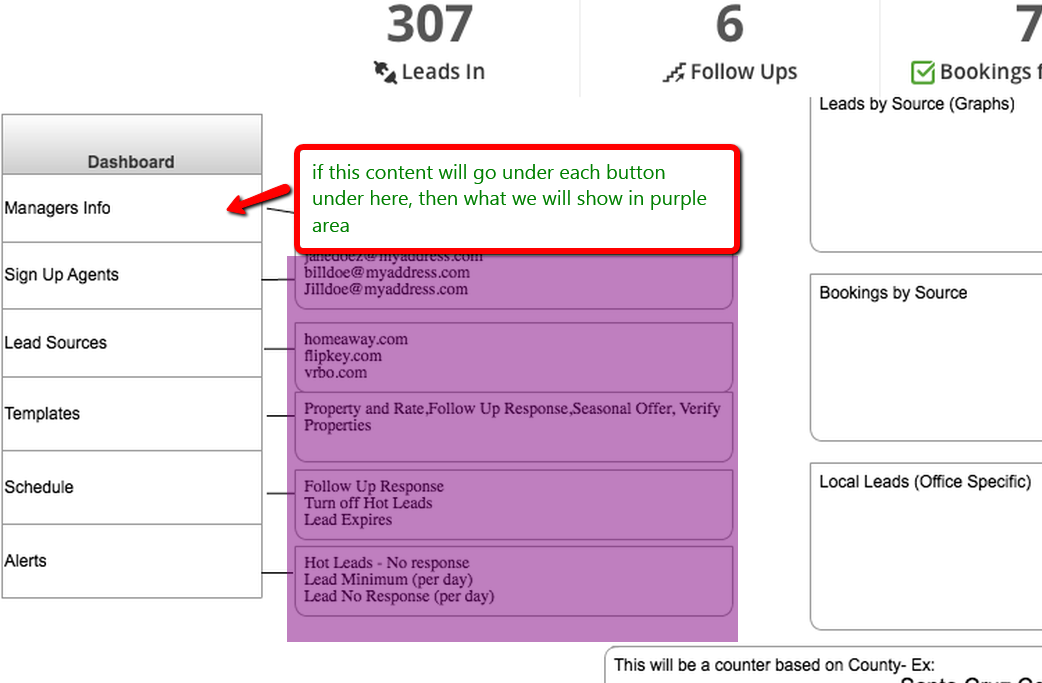 307
Leads In
6
Follow Ups
7
Bookings
Leads by Source (Graphs)
Dashboard
Managers Info
Sign Up Agents
Lead Sources
Templates
Schedule
Alerts
if this content will go under each button
under here, then what we will show in purple
area
janedoez@myaddress.com
billdoe@myaddress.com
Jilldoe@myaddress.com
homeaway.com
flipkey.com
vrbo.com
Property and Rate,Follow Up Response,Seasonal Offer, Verify
Properties
Follow Up Response
Turn off Hot Leads
Lead Expires
Hot Leads - No response
Lead Minimum (per day)
Lead No Response (per day)
Bookings by Source
Local Leads (Office Specific)
This will be a counter based on County- Ex:
Santa Cruz